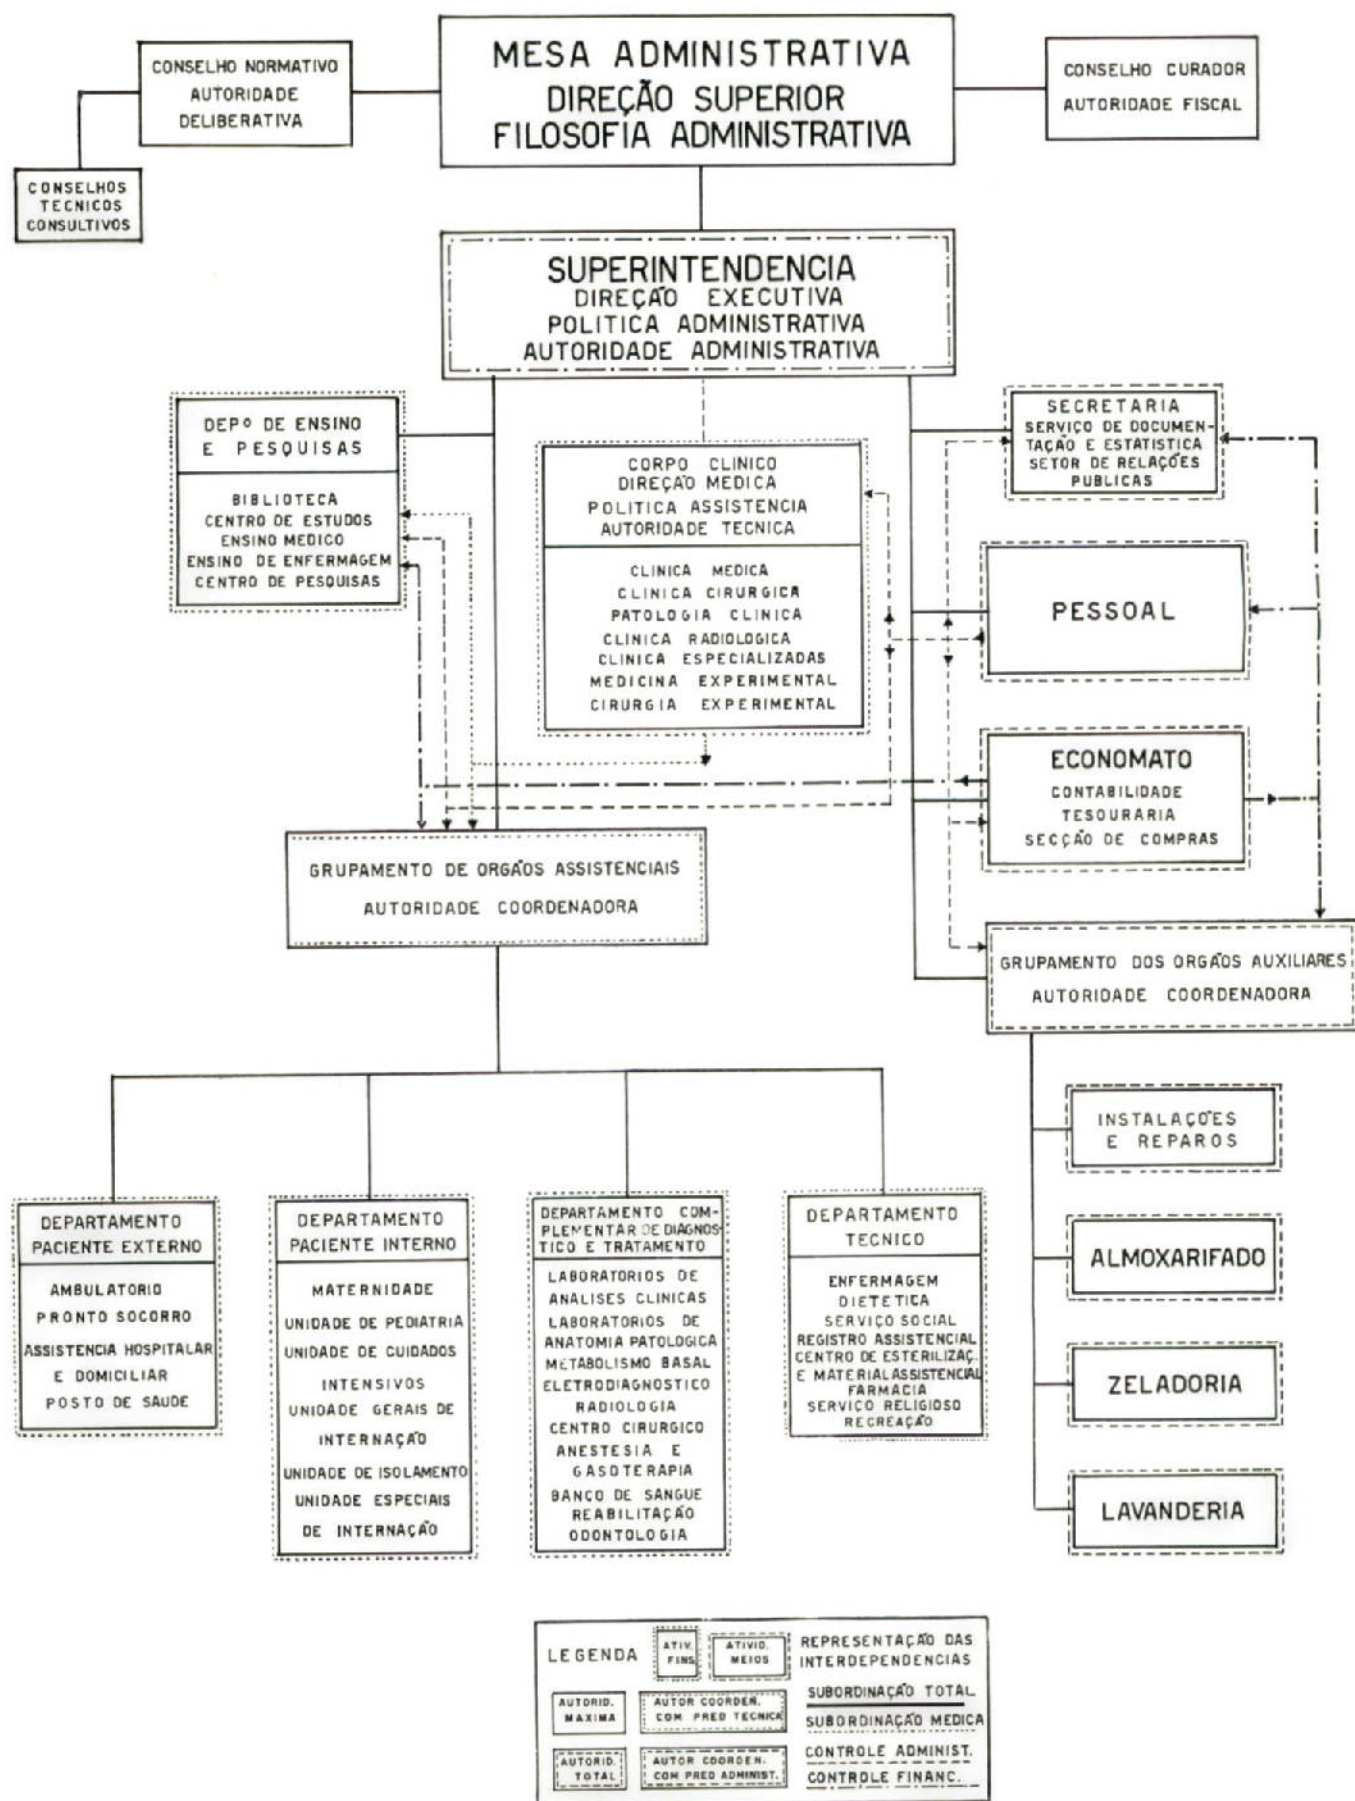 CONSELHO NORMATIVO
AUTORIDADE
DELIBERATIVA
MESA ADMINISTRATIVA
DIREÇÃO SUPERIOR
FILOSOFIA ADMINISTRATIVA
CONSELHO CURADOR
AUTORIDADE FISCAL
CONSELHOS
TECNICOS
CONSULTIVOS
SUPERINTENDENCIA
DIREÇÃO EXECUTIVA
POLITICA ADMINISTRATIVA
AUTORIDADE ADMINISTRATIVA
DEPº DE ENSINO
E PESQUISAS
BIBLIOTECA
CENTRO DE ESTUDOS
ENSINO MEDICO
ENSINO DE ENFERMAGEM
CENTRO DE PESQUISAS
CORPO CLINICO
DIREÇÃO MEDICA
POLITICA ASSISTENCIA
AUTORIDADE TECNICA
CLINICA MEDICA
CLINICA CIRURGICA
PATOLOGIA CLINICA
CLINICA RADIOLOGICA
CLINICA ESPECIALIZADAS
MEDICINA EXPERIMENTAL
CIRURGIA EXPERIMENTAL
SECRETARIA
SERVIÇO DE DOCUMEN-
TAÇÃO E ESTATISTICA
SETOR DE RELAÇÕES
PUBLICAS
PESSOAL
ECONOMATO
CONTABILIDADE
TESOURARIA
SECÇÃO DE COMPRAS
GRUPAMENTO DE ORGÃOS ASSISTENCIAIS
AUTORIDADE COORDENADORA
GRUPAMENTO DOS ORGÃOS AUXILIARES
AUTORIDADE COORDENADORA
INSTALAÇÕES
E REPAROS
ALMOXARIFADO
ZELADORIA
LAVANDERIA
DEPARTAMENTO
PACIENTE EXTERNO
AMBULATORIO
PRONTO SOCORRO
ASSISTENCIA HOSPITALAR
E DOMICILIAR
POSTO DE SAUDE
DEPARTAMENTO
PACIENTE INTERNO
MATERNIDADE
UNIDADE DE PEDIATRIA
UNIDADE DE CUIDADOS
INTENSIVOS
UNIDADE GERAIS DE
INTERNAÇÃO
UNIDADE DE ISOLAMENTO
UNIDADE ESPECIAIS
DE INTERNAÇÃO
DEPARTAMENTO COM-
PLEMENTAR DE DIAGNOS-
TICO E TRATAMENTO
LABORATORIOS DE
ANALISES CLINICAS
LABORATORIOS DE
ANATOMIA PATOLOGICA
METABOLISMO BASAL
ELETRODIAGNOSTICO
RADIOLOGIA
CENTRO CIRURGICO
ANESTESIA E
GASOTERAPIA
BANCO DE SANGUE
REABILITAÇÃO
ODONTOLOGIA
DEPARTAMENTO
TECNICO
ENFERMAGEM
DIETETICA
SERVIÇO SOCIAL
REGISTRO ASSISTENCIAL
CENTRO DE ESTERILIZAÇ.
E MATERIAL ASSISTENCIAL
FARMACIA
SERVIÇO RELIGIOSO
RECREAÇÃO
LEGENDA
ATIV.
FINS
ATIVID.
MEIOS
REPRESENTAÇÃO DAS
INTERDEPENDENCIAS
AUTORID.
MAXIMA
AUTOR COORDEN.
COM PRED TECNICA
SUBORDINAÇÃO TOTAL
SUBORDINAÇÃO MEDICA
AUTORID.
TOTAL
AUTOR COORDEN.
COM PRED ADMINIST.
CONTROLE ADMINIST.
CONTROLE FINANC.